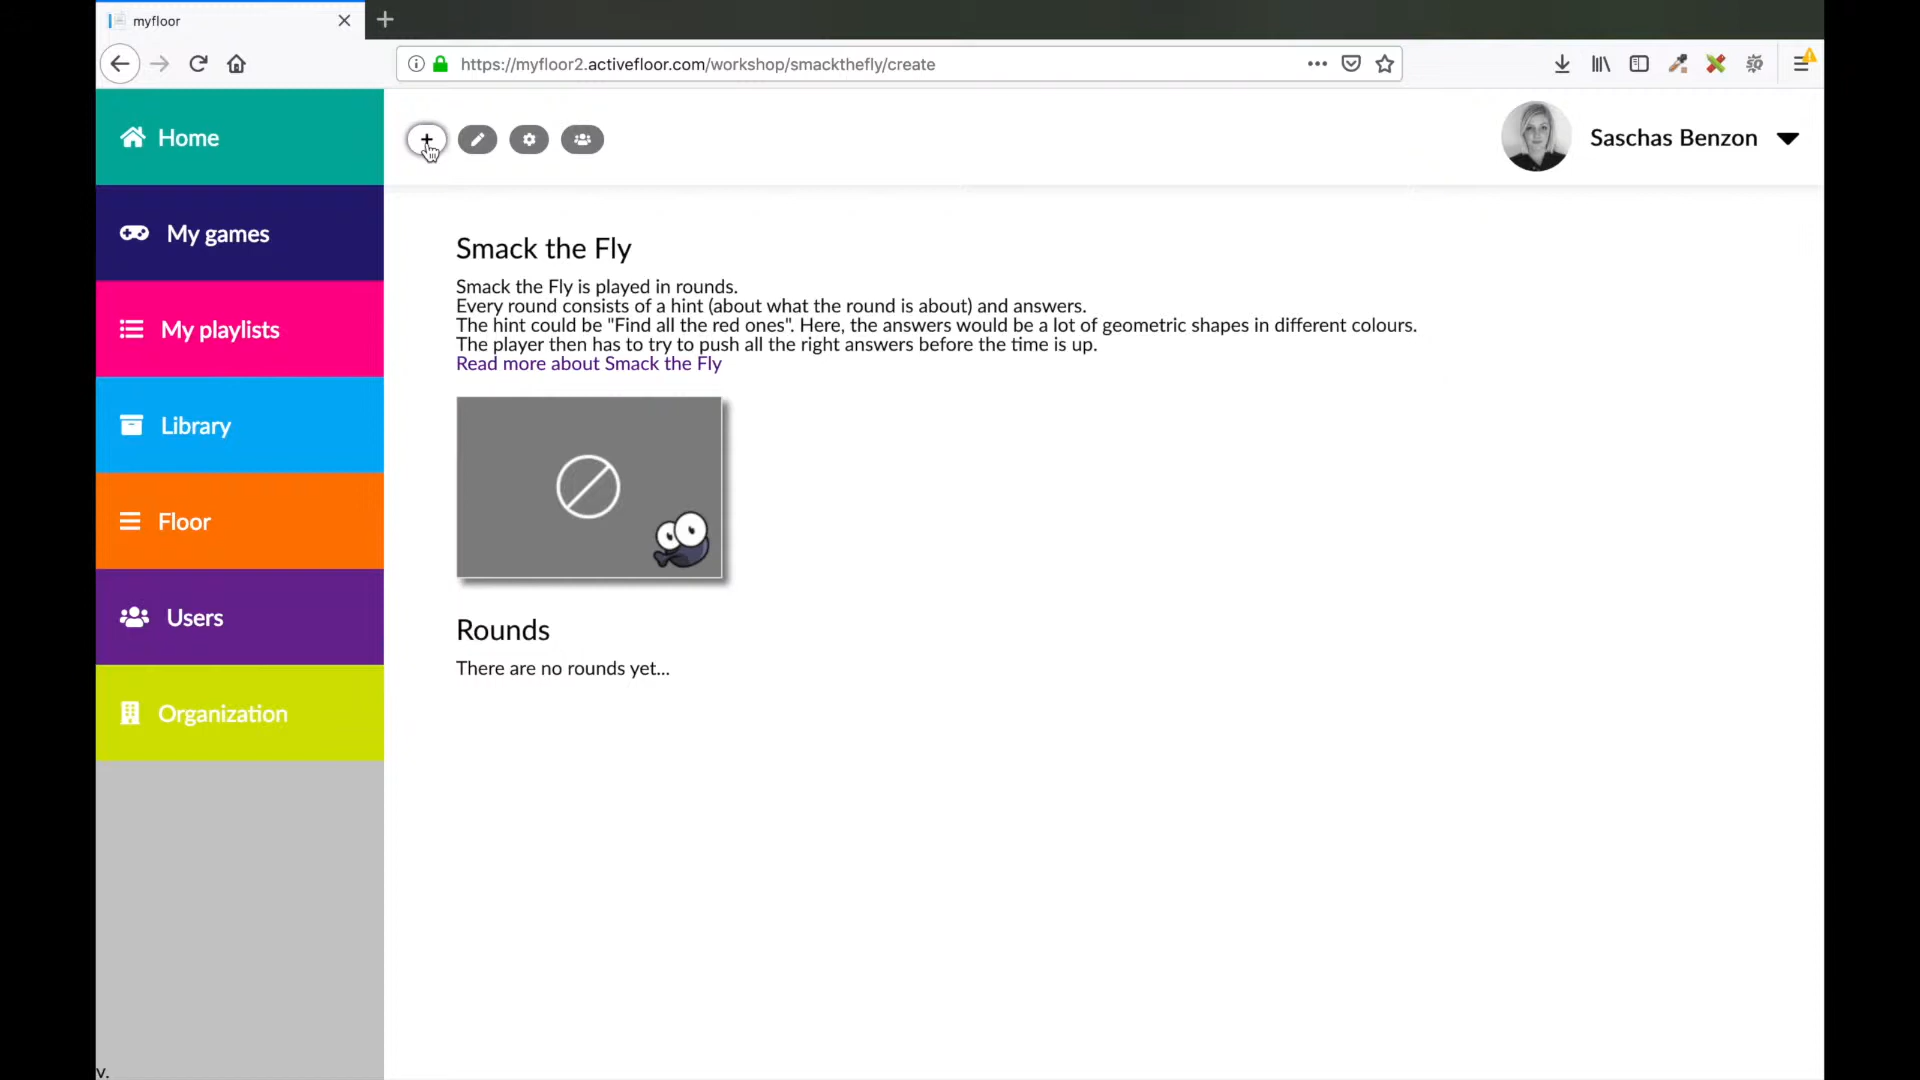 myfloor
https://myfloor2.activefloor.com/workshop/smackthefly/create
Home
My games
My playlists
Library
Floor
Users
Organization
Saschas Benzon
Smack the Fly
Smack the Fly is played in rounds.
Every round consists of a hint (about what the round is about) and answers.
The hint could be "Find all the red ones". Here, the answers would be a lot of geometric shapes in different colours.
The player then has to try to push all the right answers before the time is up.
Read more about Smack the Fly
Rounds
There are no rounds yet...
v.